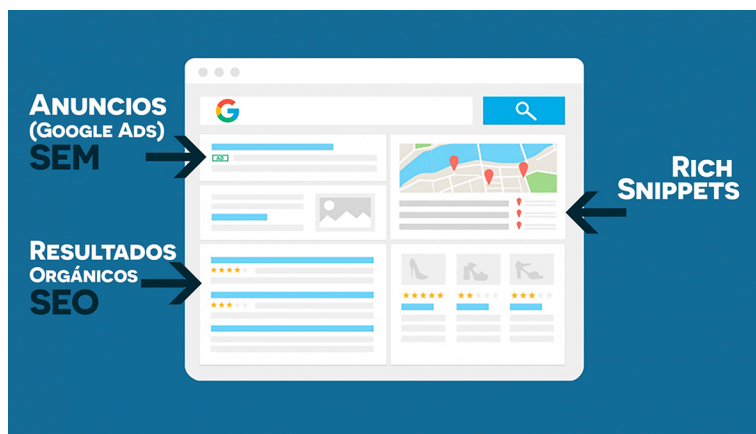 ANUNCIOS
(GOOGLE ADS)
SEM
G
AD
RESULTADOS
ORGÁNICOS
SEO
RICH
SNIPPETS